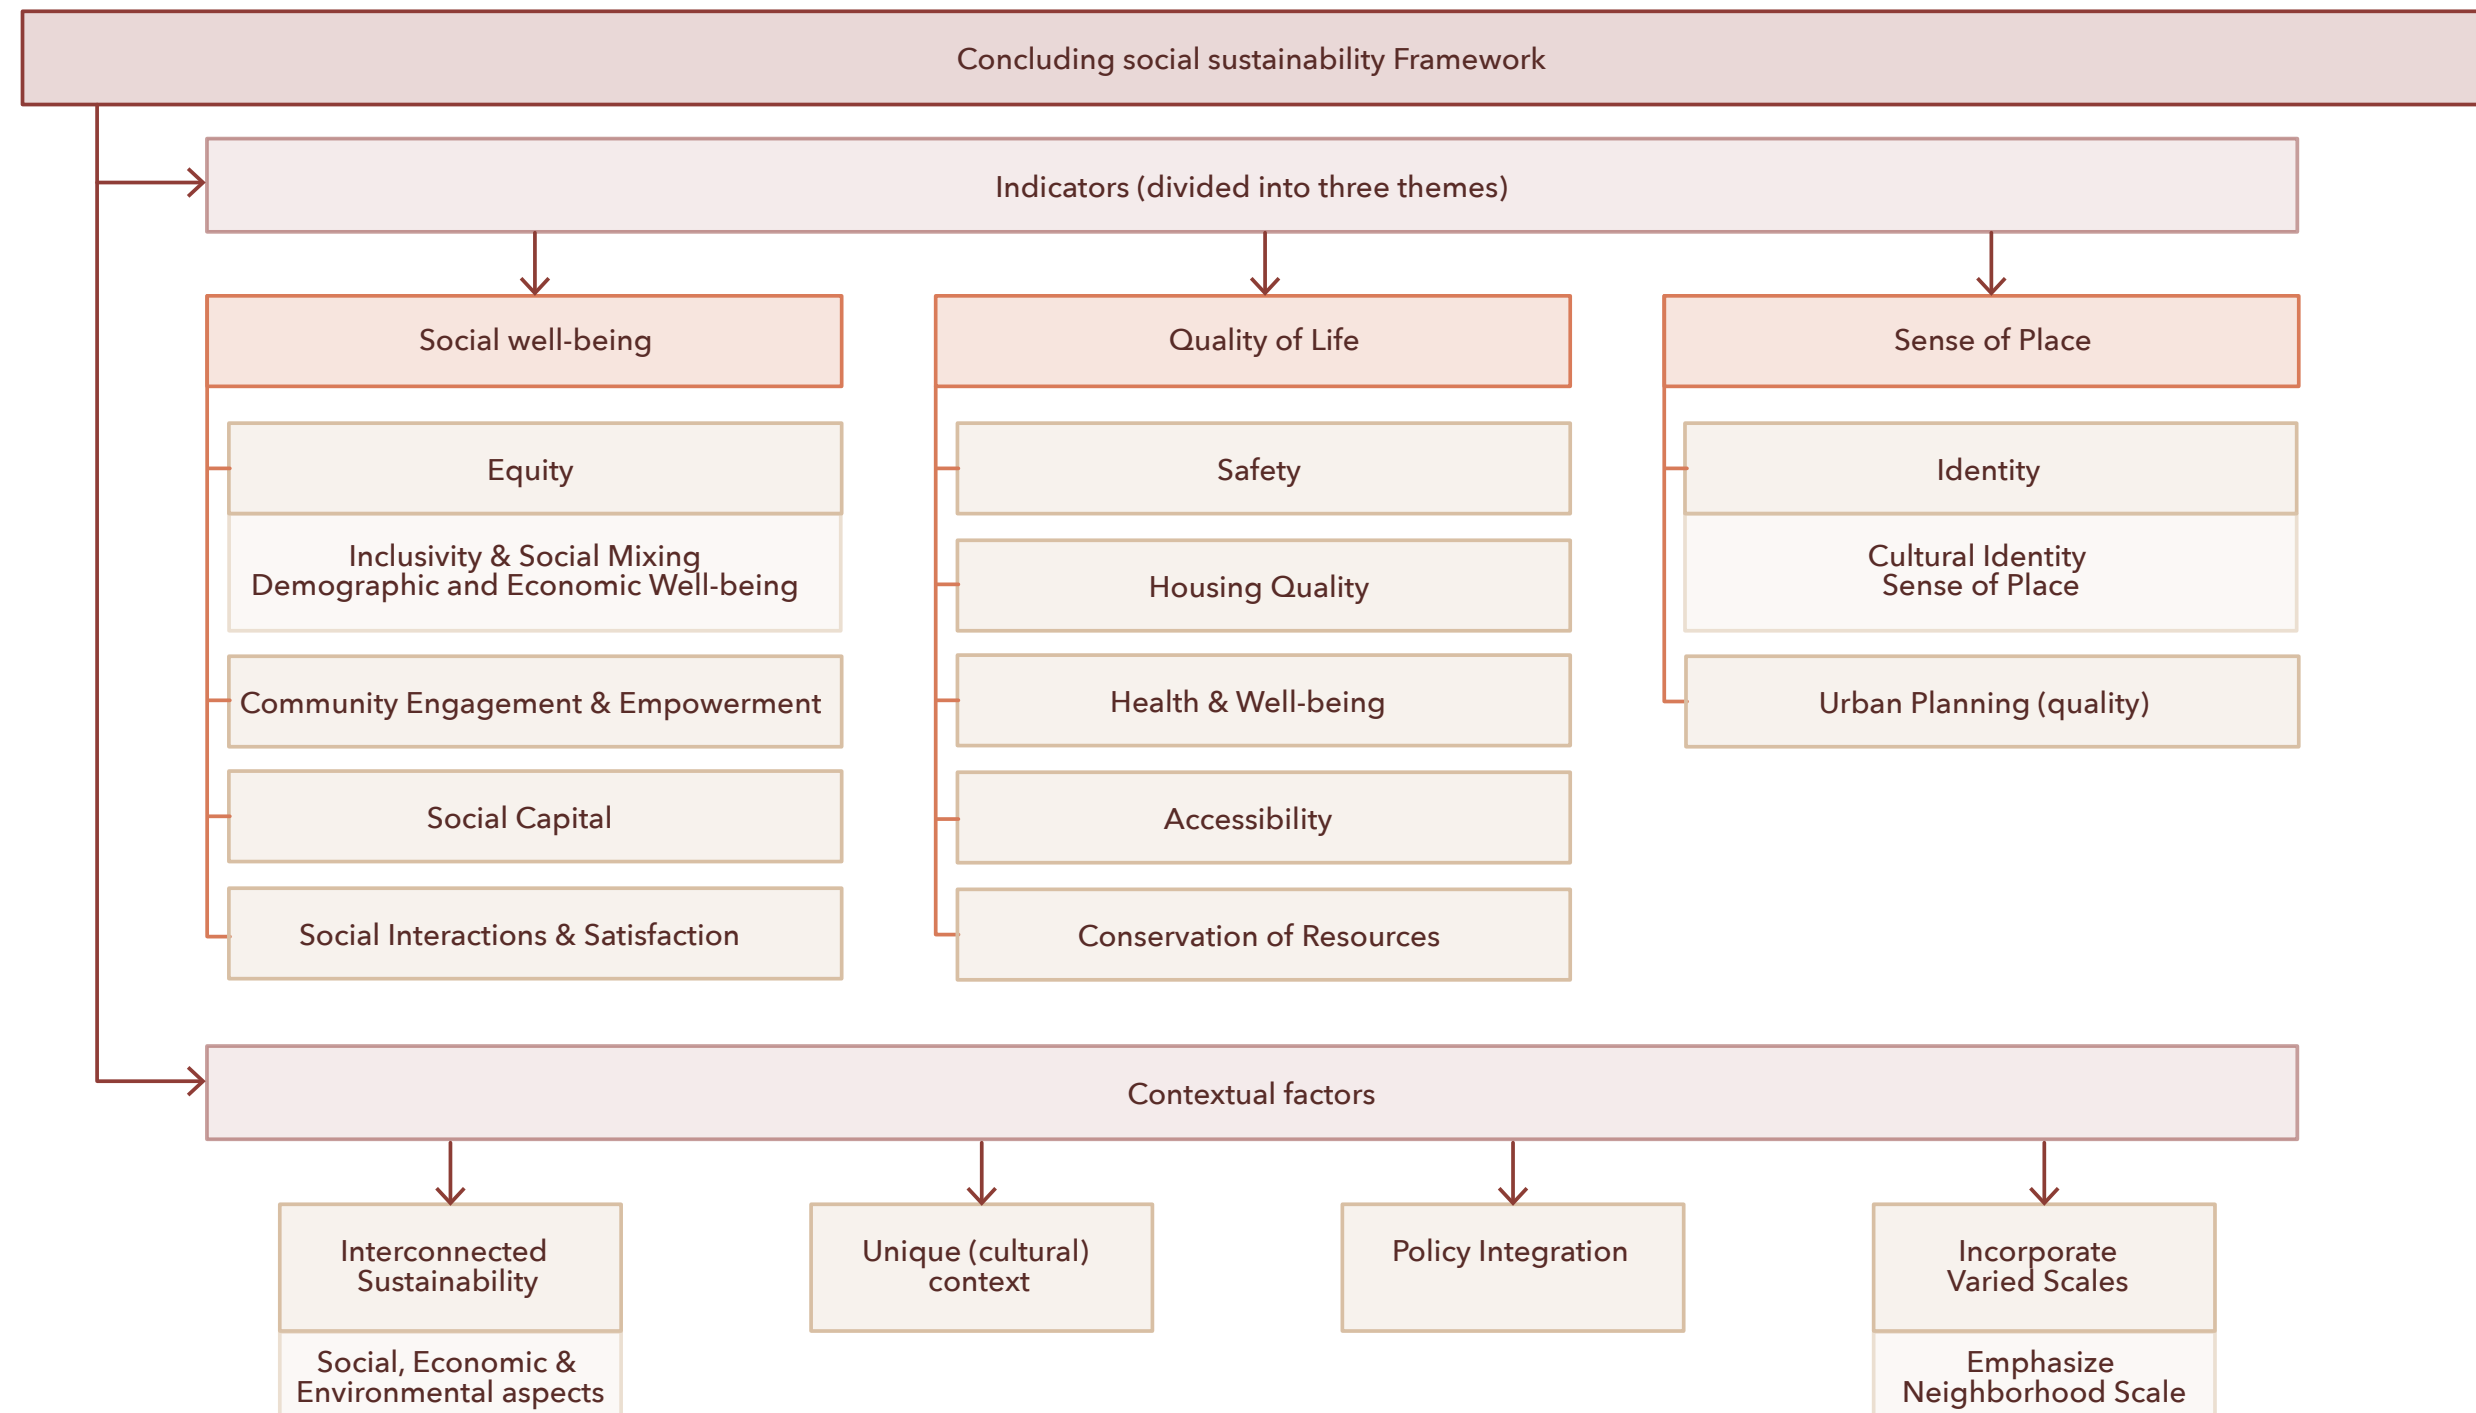 Concluding social sustainability Framework
Indicators (divided into three themes)
Social well-being
Equity
Inclusivity & Social Mixing
Demographic and Economic Well-being
Community Engagement & Empowerment
Social Capital
Social Interactions & Satisfaction
Quality of Life
Safety
Housing Quality
Health & Well-being
Accessibility
Conservation of Resources
Sense of Place
Identity
Cultural Identity
Sense of Place
Urban Planning (quality)
Contextual factors
Interconnected
Sustainability
Social, Economic &
Environmental aspects
Unique (cultural)
context
Policy Integration
Incorporate
Varied Scales
Emphasize
Neighborhood Scale